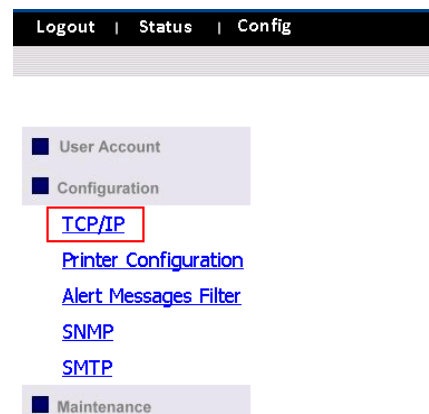 Logout | Status | Config
User Account
Configuration
TCP/IP
Printer Configuration
Alert Messages Filter
SNMP
SMTP
Maintenance